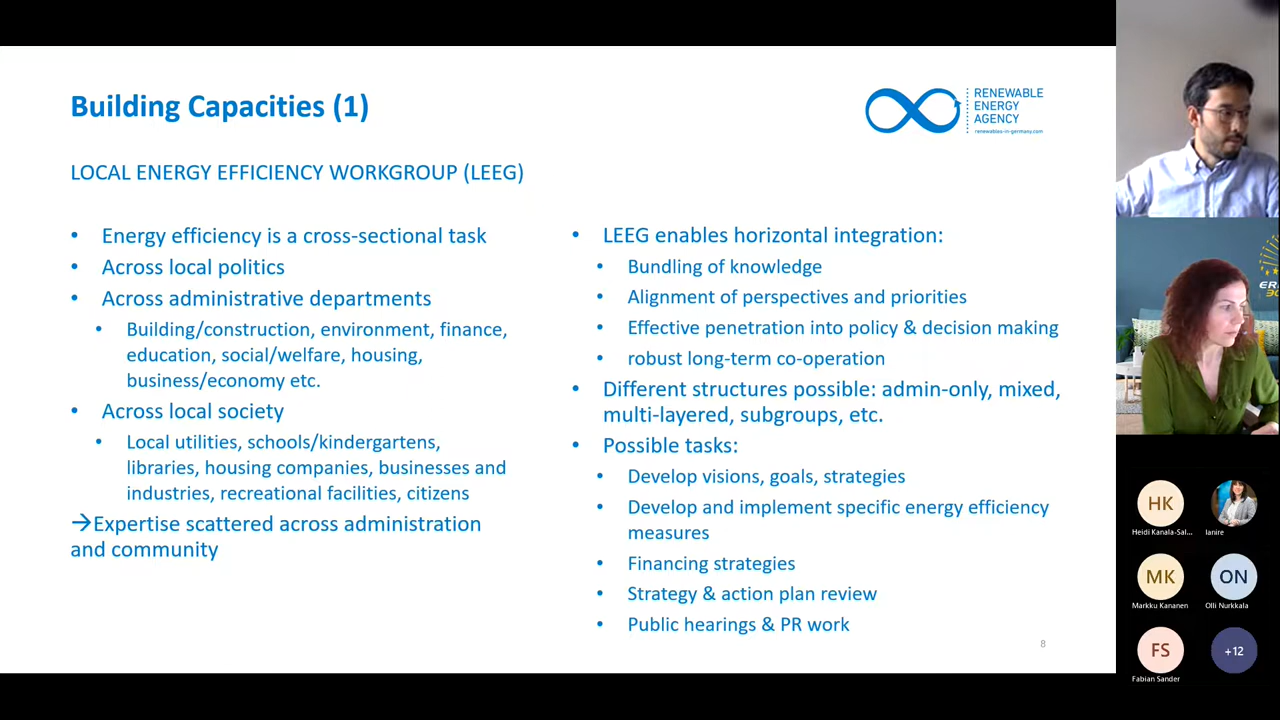 Building Capacities (1)
RENEWABLE
ENERGY
AGENCY
renewables-in-germany.com
LOCAL ENERGY EFFICIENCY WORKGROUP (LEEG)
• Energy efficiency is a cross-sectional task
• Across local politics
• Across administrative departments
• Building/construction, environment, finance,
education, social/welfare, housing,
business/economy etc.
• Across local society
• Local utilities, schools/kindergartens,
libraries, housing companies, businesses and
industries, recreational facilities, citizens
→Expertise scattered across administration
and community
• LEEG enables horizontal integration:
• Bundling of knowledge
• Alignment of perspectives and priorities
• Effective penetration into policy & decision making
• robust long-term co-operation
• Different structures possible: admin-only, mixed,
multi-layered, subgroups, etc.
• Possible tasks:
• Develop visions, goals, strategies
• Develop and implement specific energy efficiency
measures
• Financing strategies
• Strategy & action plan review
• Public hearings & PR work
8
HK
Heidi Kanala-Sal...
Ianire
MK
Markku Kananen
ON
Olli Nurkkala
FS
Fabian Sander
+12